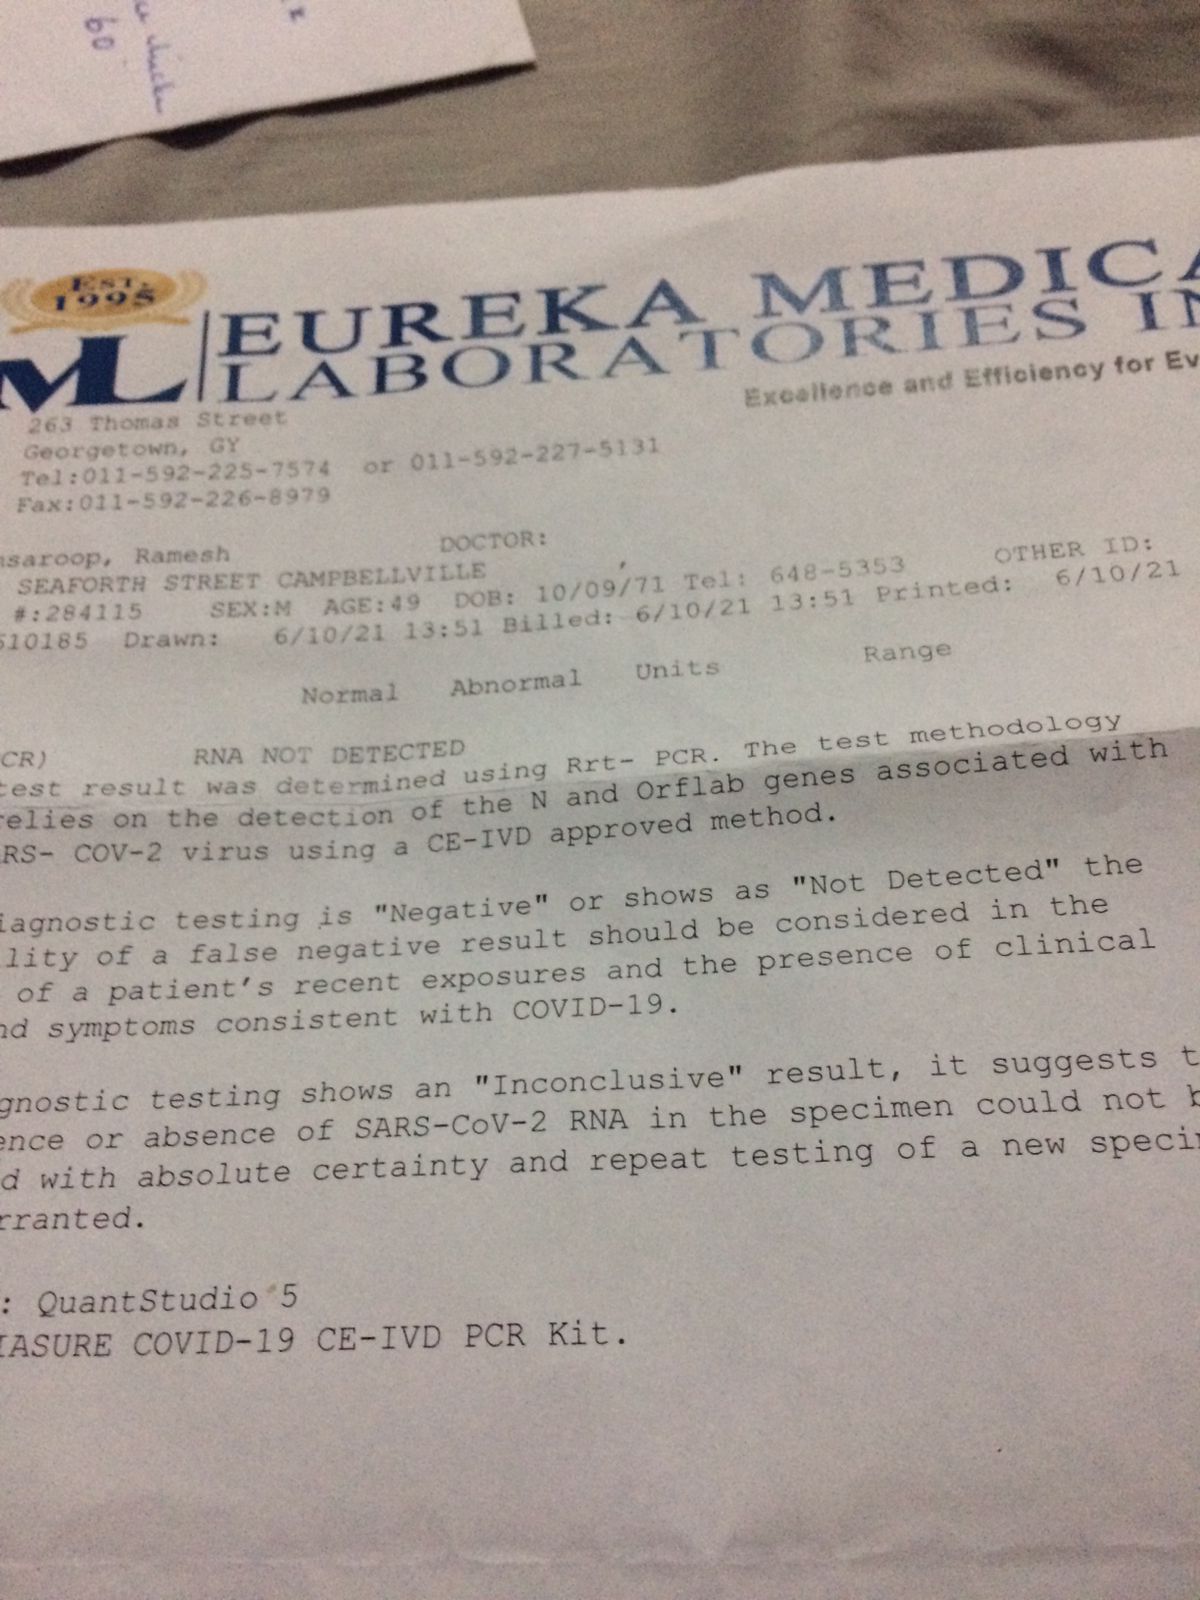 60
EST. 1995
ML EUREKA MEDICA
LABORATORIES IN
Excellence and Efficiency for Ev
263 Thomas Street
Georgetown, GY
Tel:011-592-225-7574 or 011-592-227-5131
Fax:011-592-226-8979
nsaroop, Ramesh DOCTOR:
SEAFORTH STREET CAMPBELLVILLE OTHER ID:
#:284115 SEX:M AGE:49 DOB: 10/09/71 Tel: 648-5353
510185 Drawn: 6/10/21 13:51 Billed: 6/10/21 13:51 Printed: 6/10/21
Normal Abnormal Units Range
CR) RNA NOT DETECTED
test result was determined using Rrt- PCR. The test methodology
relies on the detection of the N and Orflab genes associated with
ARS- COV-2 virus using a CE-IVD approved method.
iagnostic testing is "Negative" or shows as "Not Detected" the
lity of a false negative result should be considered in the
of a patient's recent exposures and the presence of clinical
nd symptoms consistent with COVID-19.
gnostic testing shows an "Inconclusive" result, it suggests t
ence or absence of SARS-CoV-2 RNA in the specimen could not b
d with absolute certainty and repeat testing of a new speci
rranted.
: QuantStudio 5
IASURE COVID-19 CE-IVD PCR Kit.